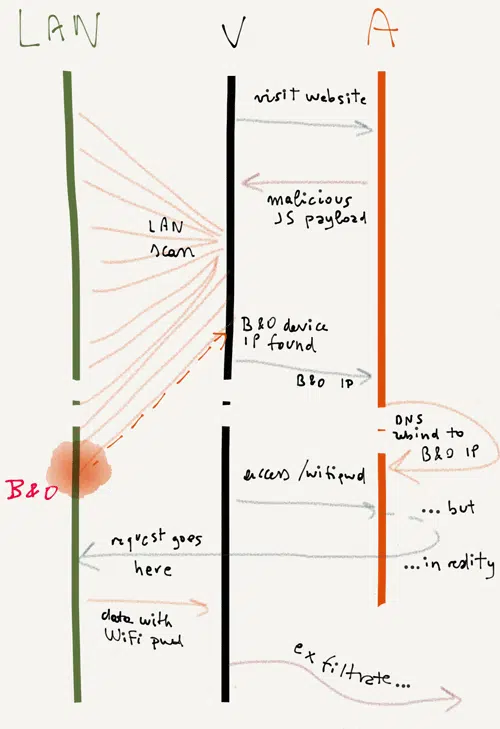 LAN
V
A
visit website
malicious
JS payload
LAN
scan
B&O device
IP found
B&O IP
DNS
rebind to
B&O IP
B&O
access /wifipwd
... but
request goes
here
...in reality
data with
WiFi pwd
exfiltrate...